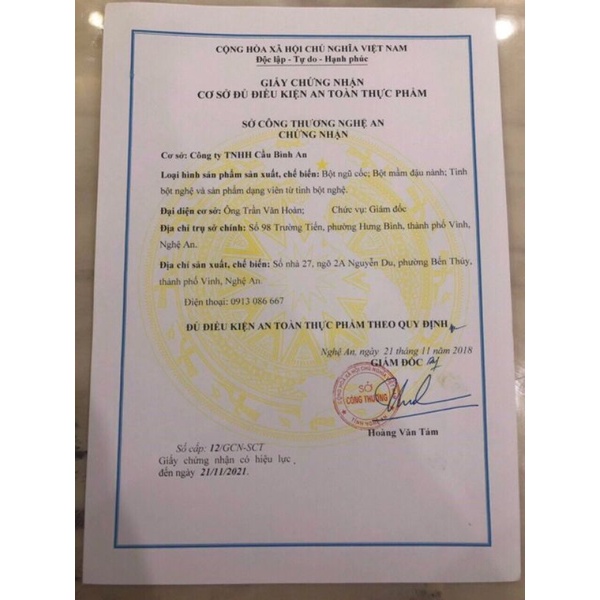 CỘNG HÒA XÃ HỘI CHỦ NGHĨA VIỆT NAM
Độc lập - Tự do - Hạnh phúc
GIẤY CHỨNG NHẬN
CƠ SỞ ĐỦ ĐIỀU KIỆN AN TOÀN THỰC PHẨM
SỞ CÔNG THƯƠNG NGHỆ AN
CHỨNG NHẬN
Cơ sở: Công ty TNHH Cầu Bình An
Loại hình sản phẩm sản xuất, chế biến: Bột ngũ cốc; Bột mầm đậu nành; Tinh
bột nghệ và sản phẩm dạng viên từ tinh bột nghệ.
Đại diện cơ sở: Ông Trần Văn Hoàn; Chức vụ: Giám đốc
Địa chỉ trụ sở chính: Số 98 Trường Tiến, phường Hưng Bình, thành phố Vinh,
Nghệ An.
Địa chỉ sản xuất, chế biến: Số nhà 27, ngõ 2A Nguyễn Du, phường Bến Thủy,
thành phố Vinh, Nghệ An.
Điện thoại: 0913 086 667
ĐỦ ĐIỀU KIỆN AN TOÀN THỰC PHẨM THEO QUY ĐỊNH
Nghệ An, ngày 21 tháng 11 năm 2018
GIÁM ĐỐC
SỞ
CÔNG THƯƠNG
TỈNH NGHỆ AN
Hoàng Văn Tám
Số cấp: 12/GCN-SCT
Giấy chứng nhận có hiệu lực
đến ngày 21/11/2021.